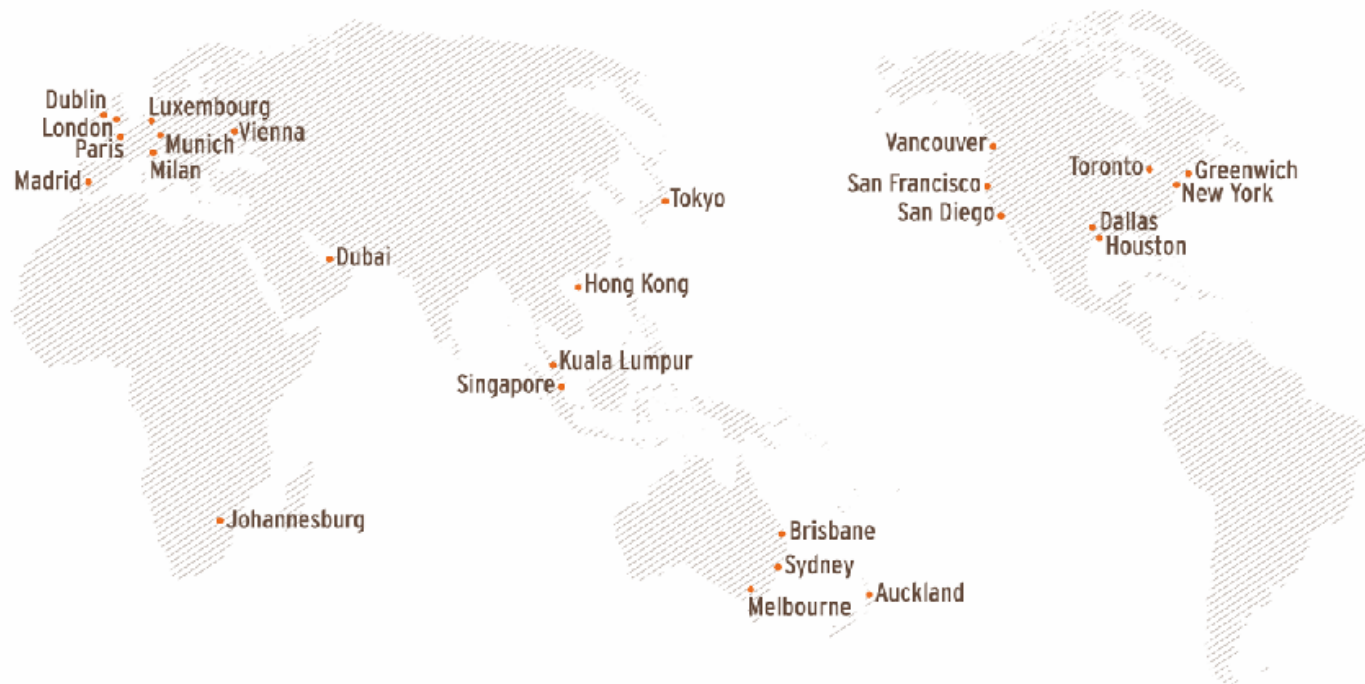 Dublin
Luxembourg
London
Vienna
Paris
Munich
Milan
Madrid
Tokyo
Dubai
Hong Kong
Kuala Lumpur
Singapore
Johannesburg
Brisbane
Sydney
Melbourne
Auckland
Vancouver
Toronto
Greenwich
San Francisco
New York
San Diego
Dallas
Houston